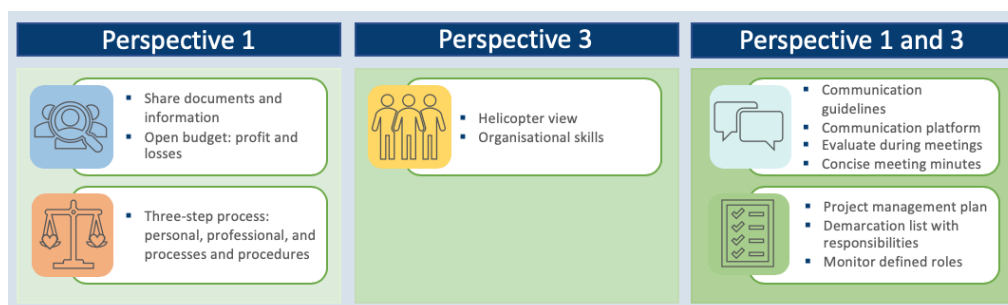 Perspective 1
Share documents and
information
Open budget: profit and
losses
Three-step process:
personal, professional, and
processes and procedures
Perspective 3
Helicopter view
Organisational skills
Perspective 1 and 3
Communication
guidelines
Communication platform
Evaluate during meetings
Concise meeting minutes
Project management plan
Demarcation list with
responsibilities
Monitor defined roles